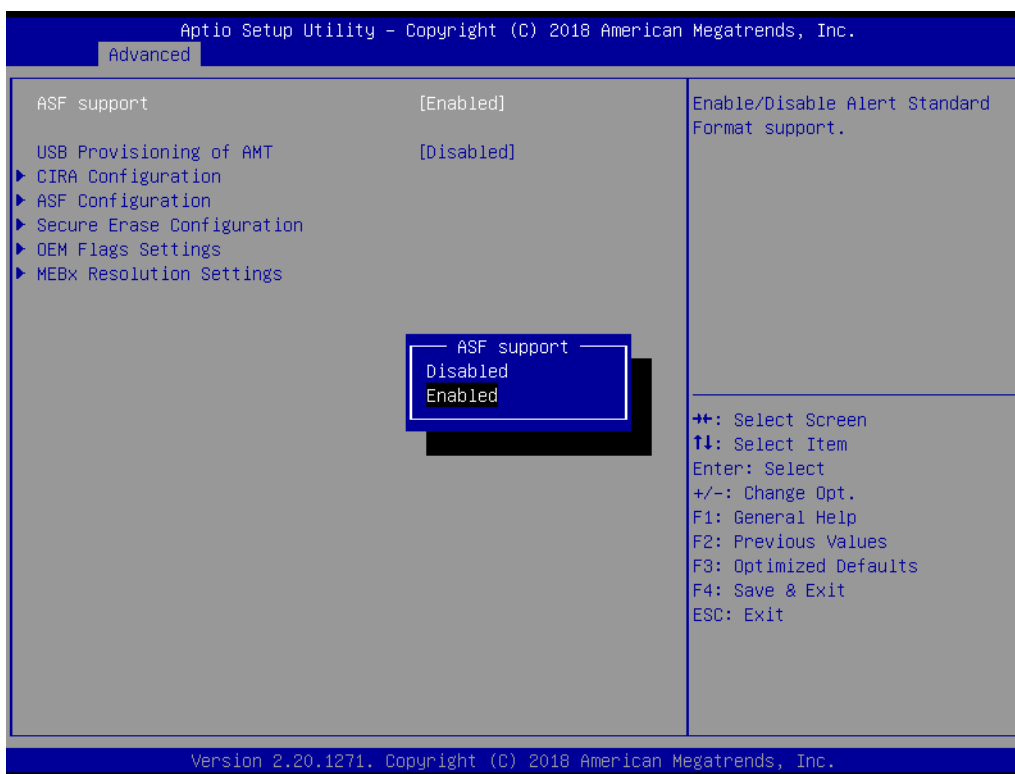 Aptio Setup Utility – Copyright (C) 2018 American Megatrends, Inc.
Advanced
ASF support [Enabled]
USB Provisioning of AMT [Disabled]
► CIRA Configuration
► ASF Configuration
► Secure Erase Configuration
► OEM Flags Settings
► MEBx Resolution Settings
ASF support
Disabled
Enabled
Enable/Disable Alert Standard
Format support.
→←: Select Screen
↑↓: Select Item
Enter: Select
+/-: Change Opt.
F1: General Help
F2: Previous Values
F3: Optimized Defaults
F4: Save & Exit
ESC: Exit
Version 2.20.1271. Copyright (C) 2018 American Megatrends, Inc.